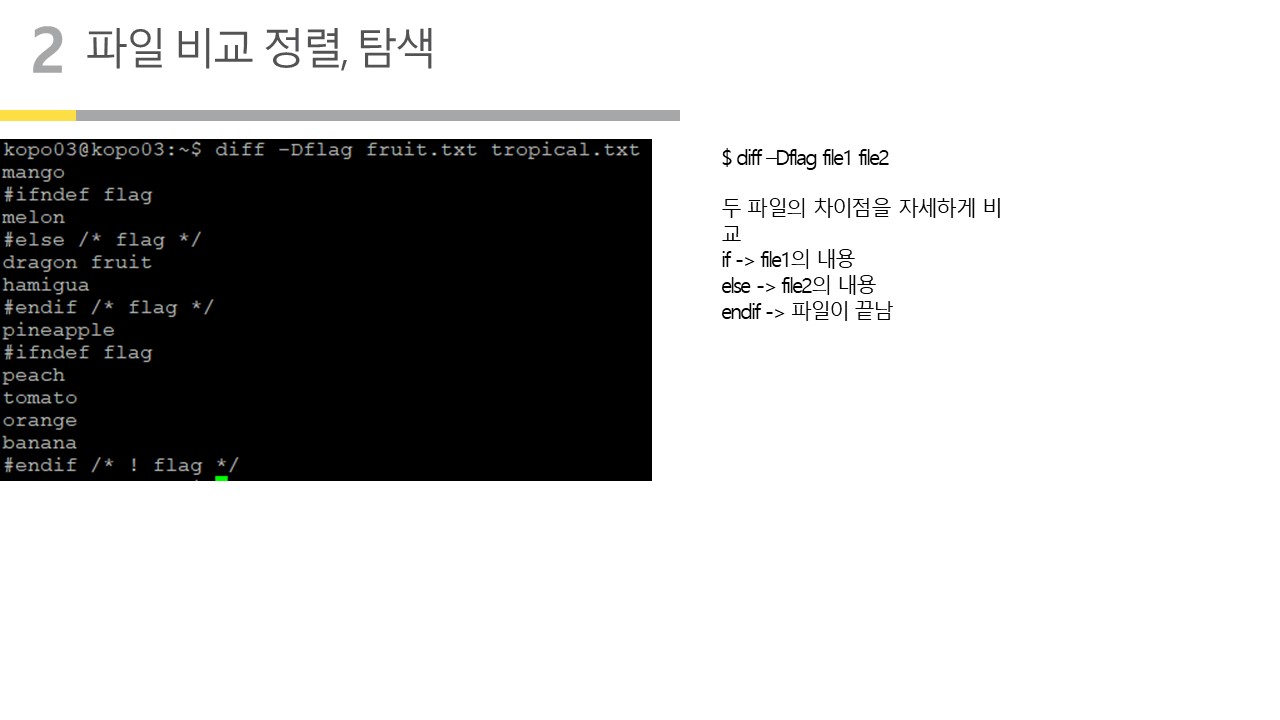 2 파일 비교 정렬, 탐색
kopo03@kopo03:~$ diff -Dflag fruit.txt tropical.txt
mango
#ifndef flag
melon
#else /* flag */
dragon fruit
hamigua
#endif /* flag */
pineapple
#ifndef flag
peach
tomato
orange
banana
#endif /* ! flag */
$ diff –Dflag file1 file2
두 파일의 차이점을 자세하게 비
교
if -> file1의 내용
else -> file2의 내용
endif -> 파일이 끝남